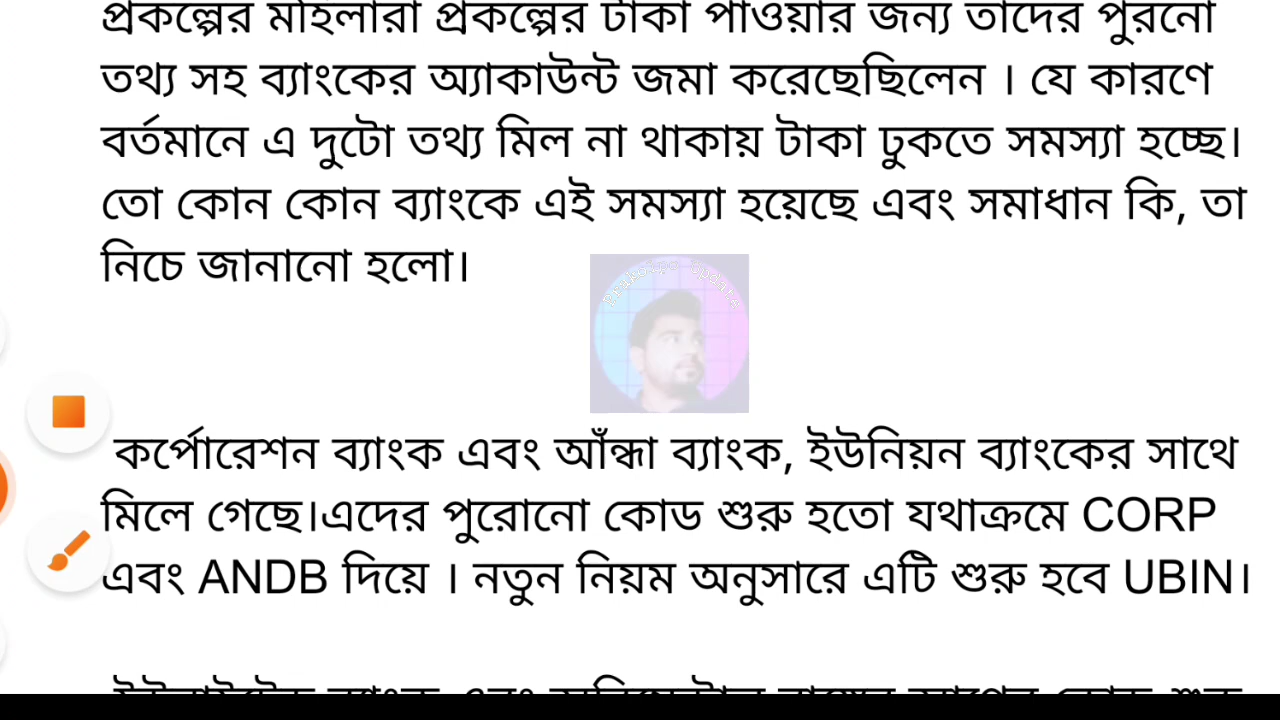 প্রকল্পের মহিলারা প্রকল্পের টাকা পাওয়ার জন্য তাদের পুরনো
তথ্য সহ ব্যাংকের অ্যাকাউন্ট জমা করেছেছিলেন । যে কারণে
বর্তমানে এ দুটো তথ্য মিল না থাকায় টাকা ঢুকতে সমস্যা হচ্ছে।
তো কোন কোন ব্যাংকে এই সমস্যা হয়েছে এবং সমাধান কি, তা
নিচে জানানো হলো।
কর্পোরেশন ব্যাংক এবং আঁন্ধা ব্যাংক, ইউনিয়ন ব্যাংকের সাথে
মিলে গেছে।এদের পুরোনো কোড শুরু হতো যথাক্রমে CORP
এবং ANDB দিয়ে । নতুন নিয়ম অনুসারে এটি শুরু হবে UBIN।